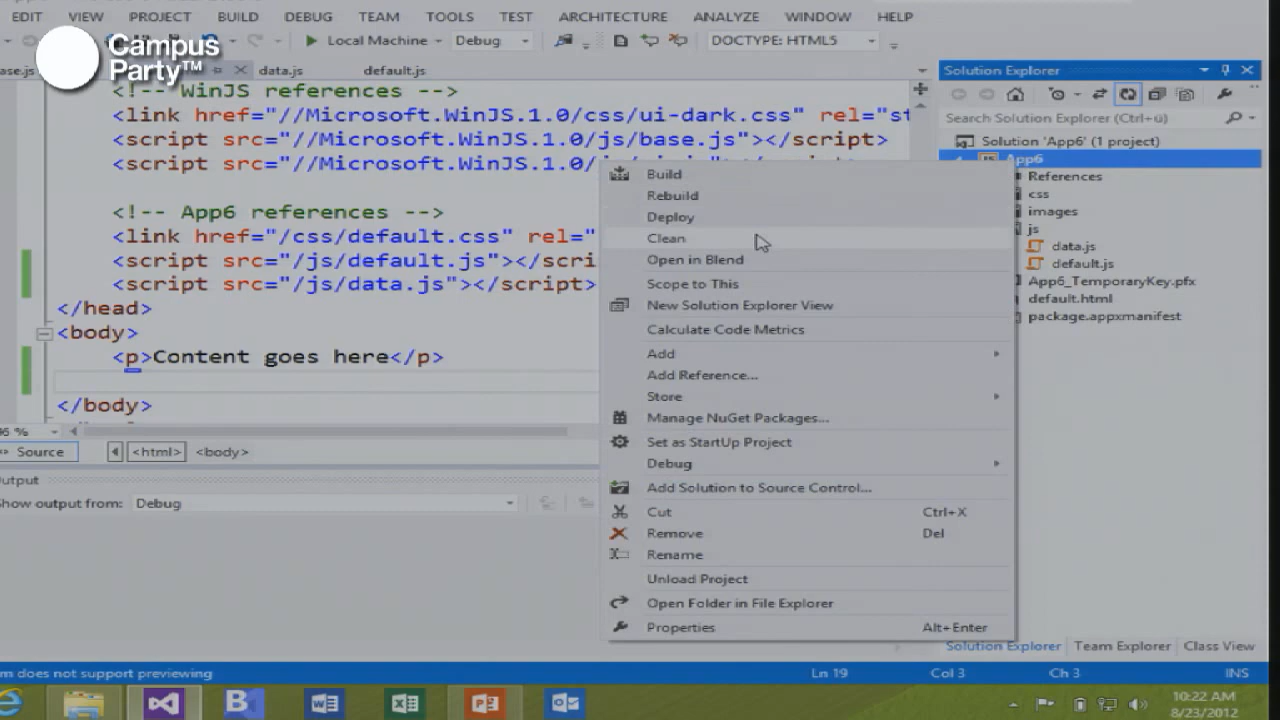 EDIT VIEW PROJECT BUILD DEBUG TEAM TOOLS TEST ARCHITECTURE ANALYZE WINDOW HELP
Campus
Party™
Local Machine Debug DOCTYPE: HTML5
ase.js data.js default.js
<!-- WinJS references -->
<link href="//Microsoft.WinJS.1.0/css/ui-dark.css" rel="st
<script src="//Microsoft.WinJS.1.0/js/base.js"></script>
<script src="//Microsoft.WinJS.1.0/
<!-- App6 references -->
<link href="/css/default.css" rel="
<script src="/js/default.js"></scri
<script src="/js/data.js"></script>
</head>
<body>
<p>Content goes here</p>
</body>
Source <html> <body>
utput
Show output from: Debug
Build
Rebuild
Deploy
Clean
Open in Blend
Scope to This
New Solution Explorer View
Calculate Code Metrics
Add
Add Reference...
Store
Manage NuGet Packages...
Set as StartUp Project
Debug
Add Solution to Source Control...
Cut Ctrl+X
Remove Del
Rename
Unload Project
Open Folder in File Explorer
Properties Alt+Enter
Solution Explorer
Search Solution Explorer (Ctrl+ü)
Solution 'App6' (1 project)
App6
References
css
images
js
data.js
default.js
App6_TemporaryKey.pfx
default.html
package.appxmanifest
Solution Explorer Team Explorer Class View
m does not support previewing Ln 19 Col 3 Ch 3 INS
10:22 AM
8/23/2012